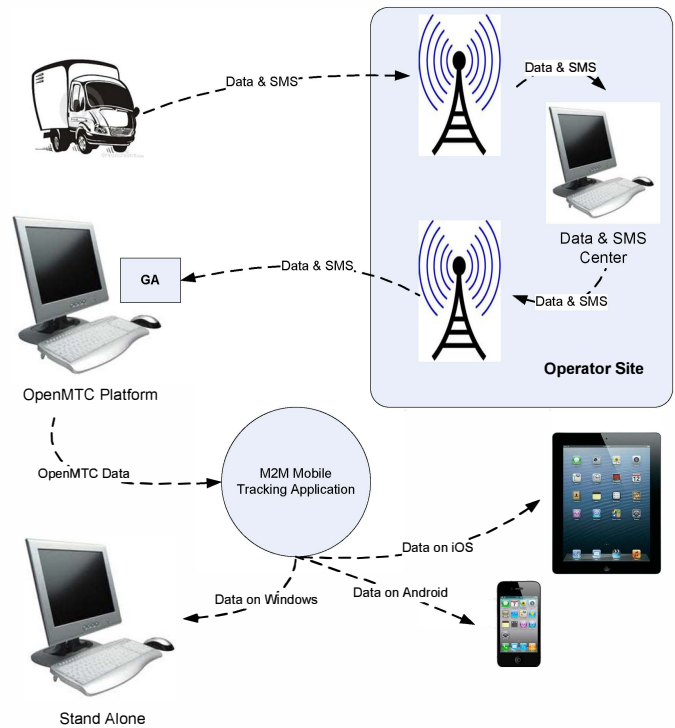 Data & SMS
Data & SMS
Data & SMS
Center
Data & SMS
Data & SMS
GA
Operator Site
OpenMTC Platform
OpenMTC Data
M2M Mobile
Tracking Application
Data on iOS
Data on Windows
Data on Android
Stand Alone